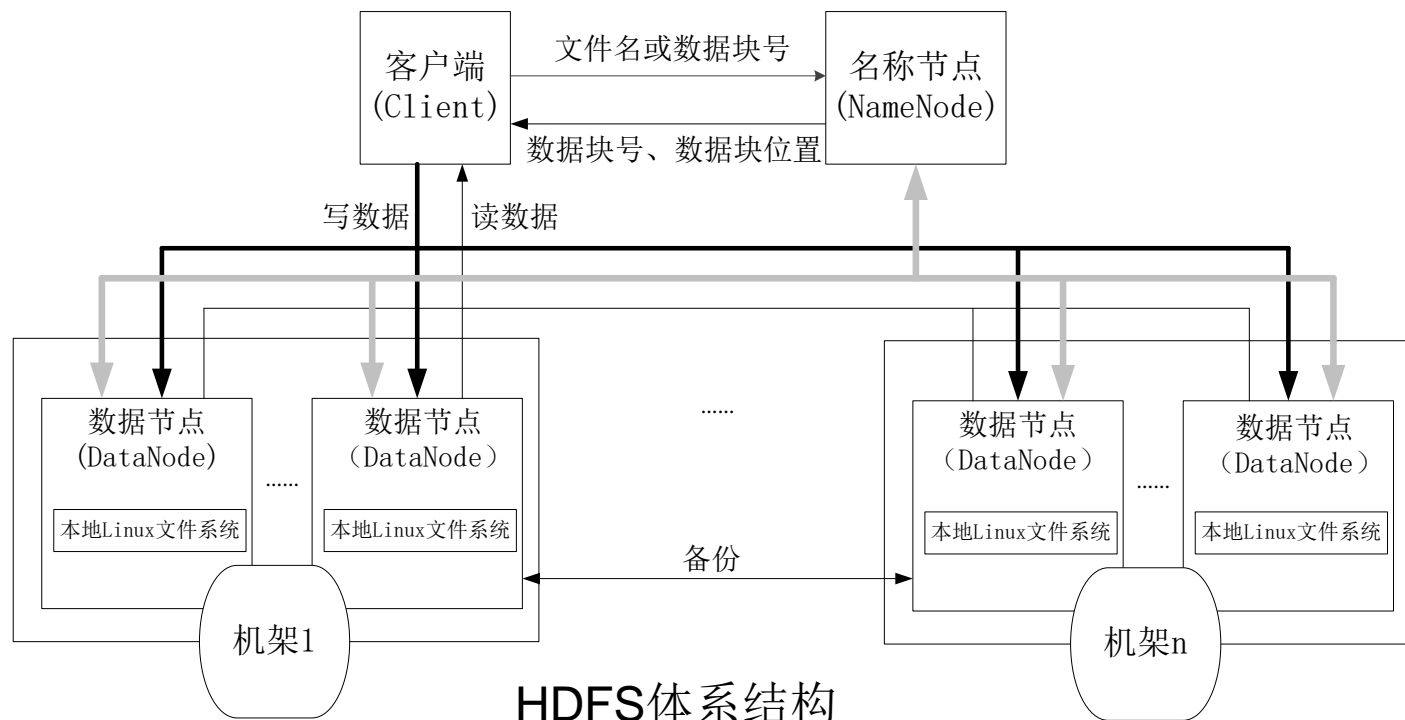 客户端
(Client)
文件名或数据块号
名称节点
(NameNode)
数据块号、数据块位置
写数据
读数据
数据节点
(DataNode)
......
数据节点
（DataNode）
......
数据节点
（DataNode）
......
数据节点
（DataNode）
本地Linux文件系统
本地Linux文件系统
本地Linux文件系统
本地Linux文件系统
备份
机架1
机架n
HDFS体系结构